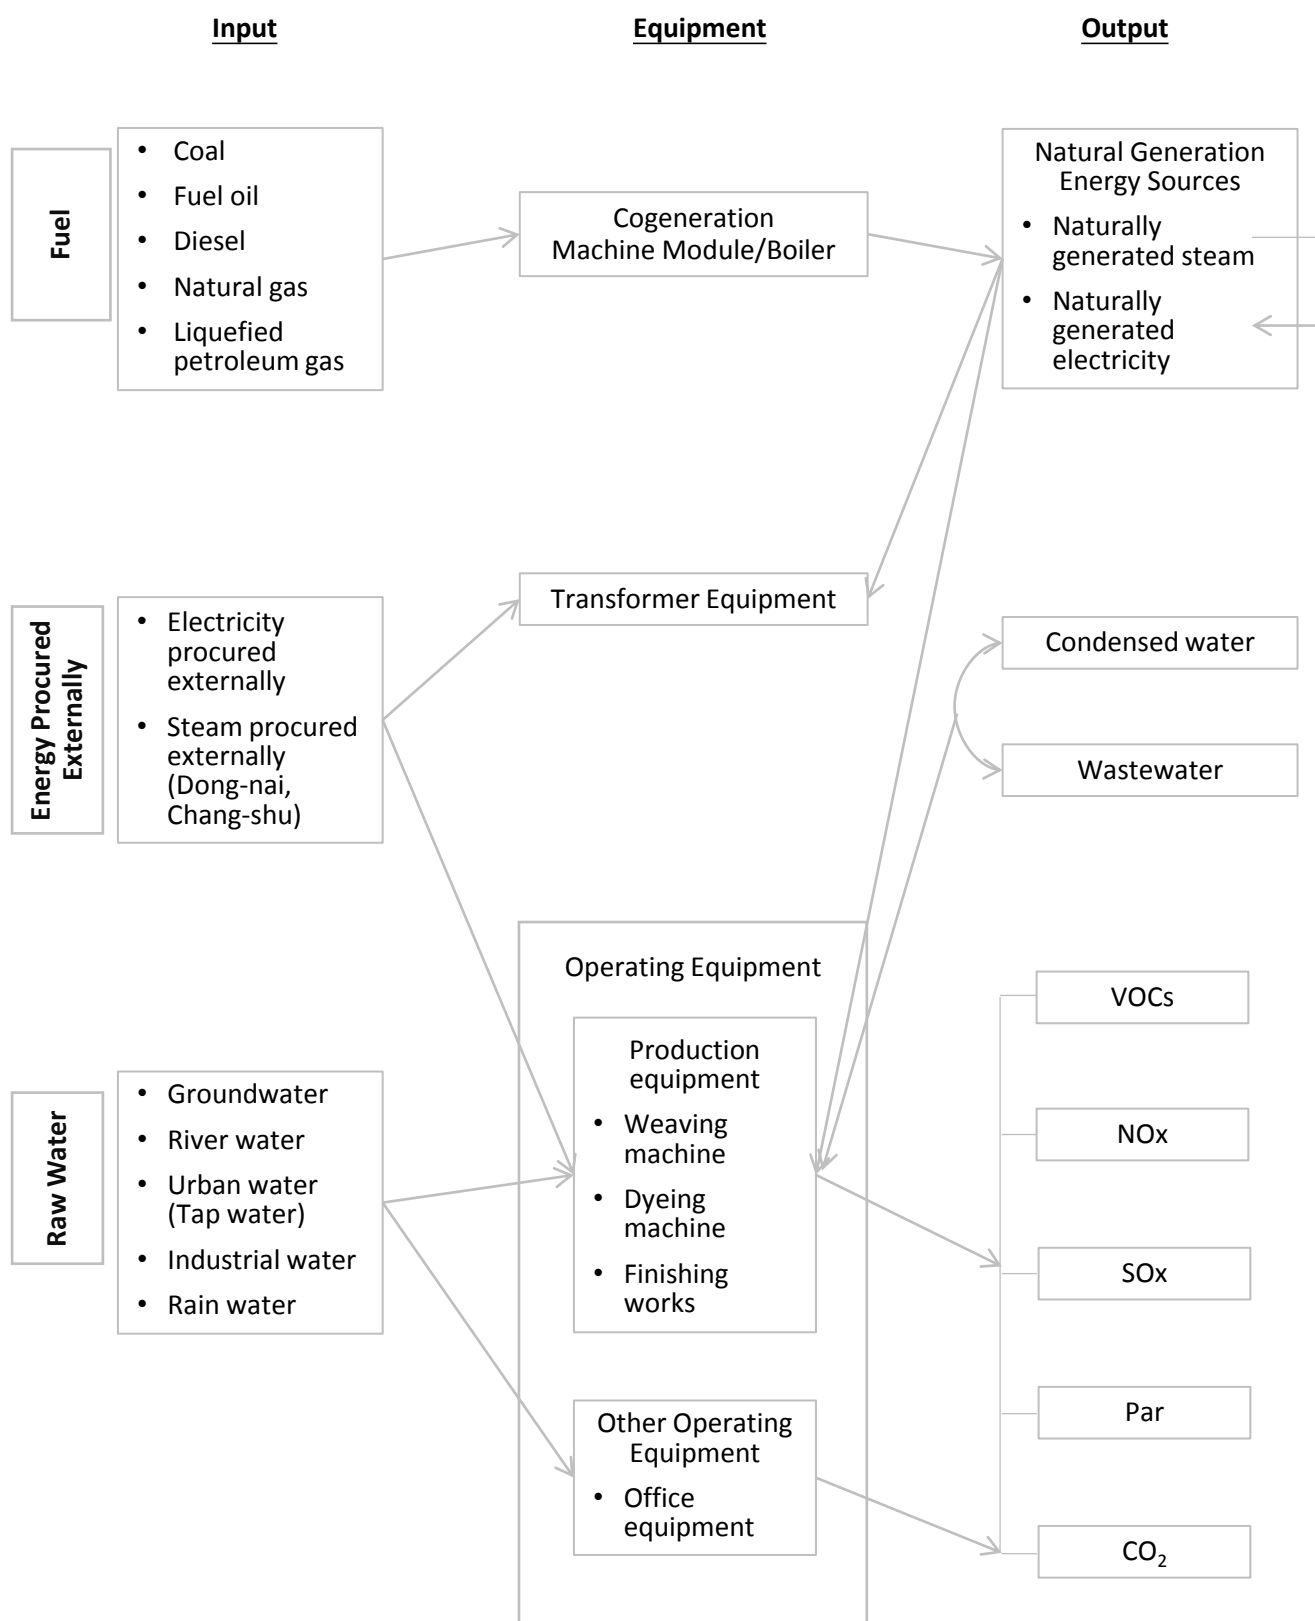 Input
Equipment
Output
Fuel
• Coal
• Fuel oil
• Diesel
• Natural gas
• Liquefied
petroleum gas
Cogeneration
Machine Module/Boiler
Natural Generation
Energy Sources
• Naturally
generated steam
• Naturally
generated
electricity
Energy Procured
Externally
• Electricity
procured
externally
• Steam procured
externally
(Dong-nai,
Chang-shu)
Transformer Equipment
Condensed water
Wastewater
Raw Water
• Groundwater
• River water
• Urban water
(Tap water)
• Industrial water
• Rain water
Operating Equipment
Production
equipment
• Weaving
machine
• Dyeing
machine
• Finishing
works
Other Operating
Equipment
• Office
equipment
VOCs
NOx
SOx
Par
CO₂